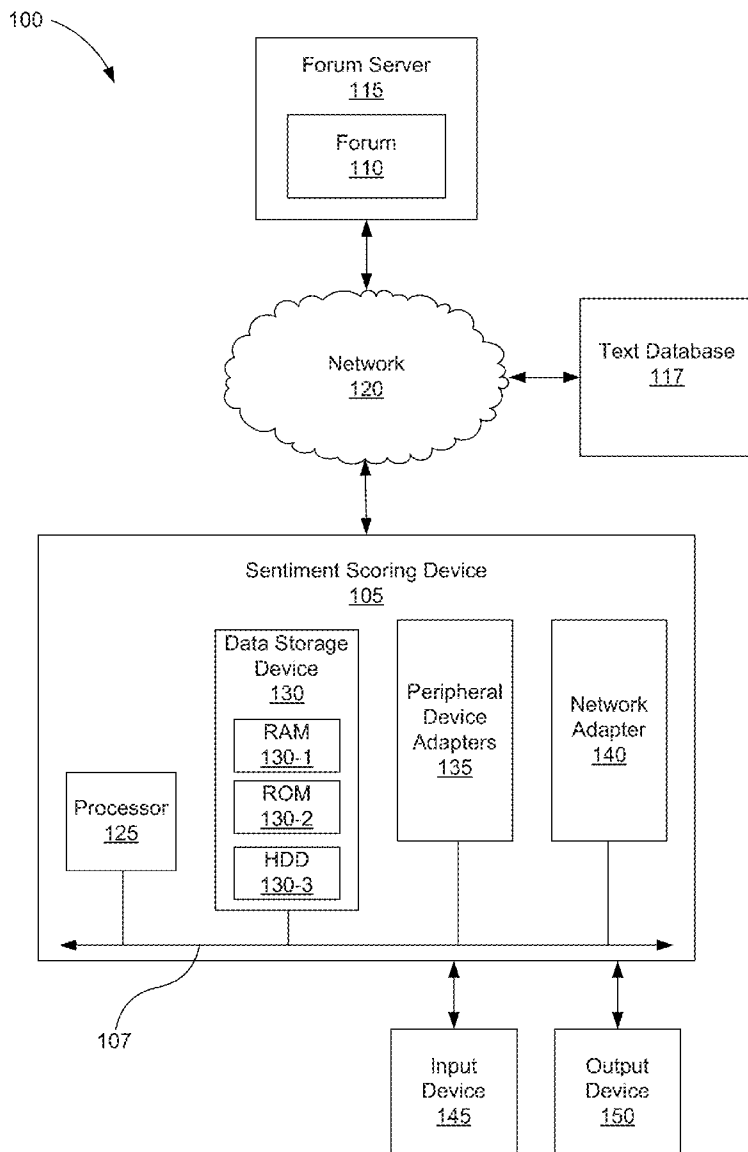 100
Forum Server
115
Forum
110
Network
120
Text Database
117
Sentiment Scoring Device
105
Data Storage
Device
130
RAM
130-1
ROM
130-2
HDD
130-3
Processor
125
Peripheral
Device
Adapters
135
Network
Adapter
140
107
Input
Device
145
Output
Device
150